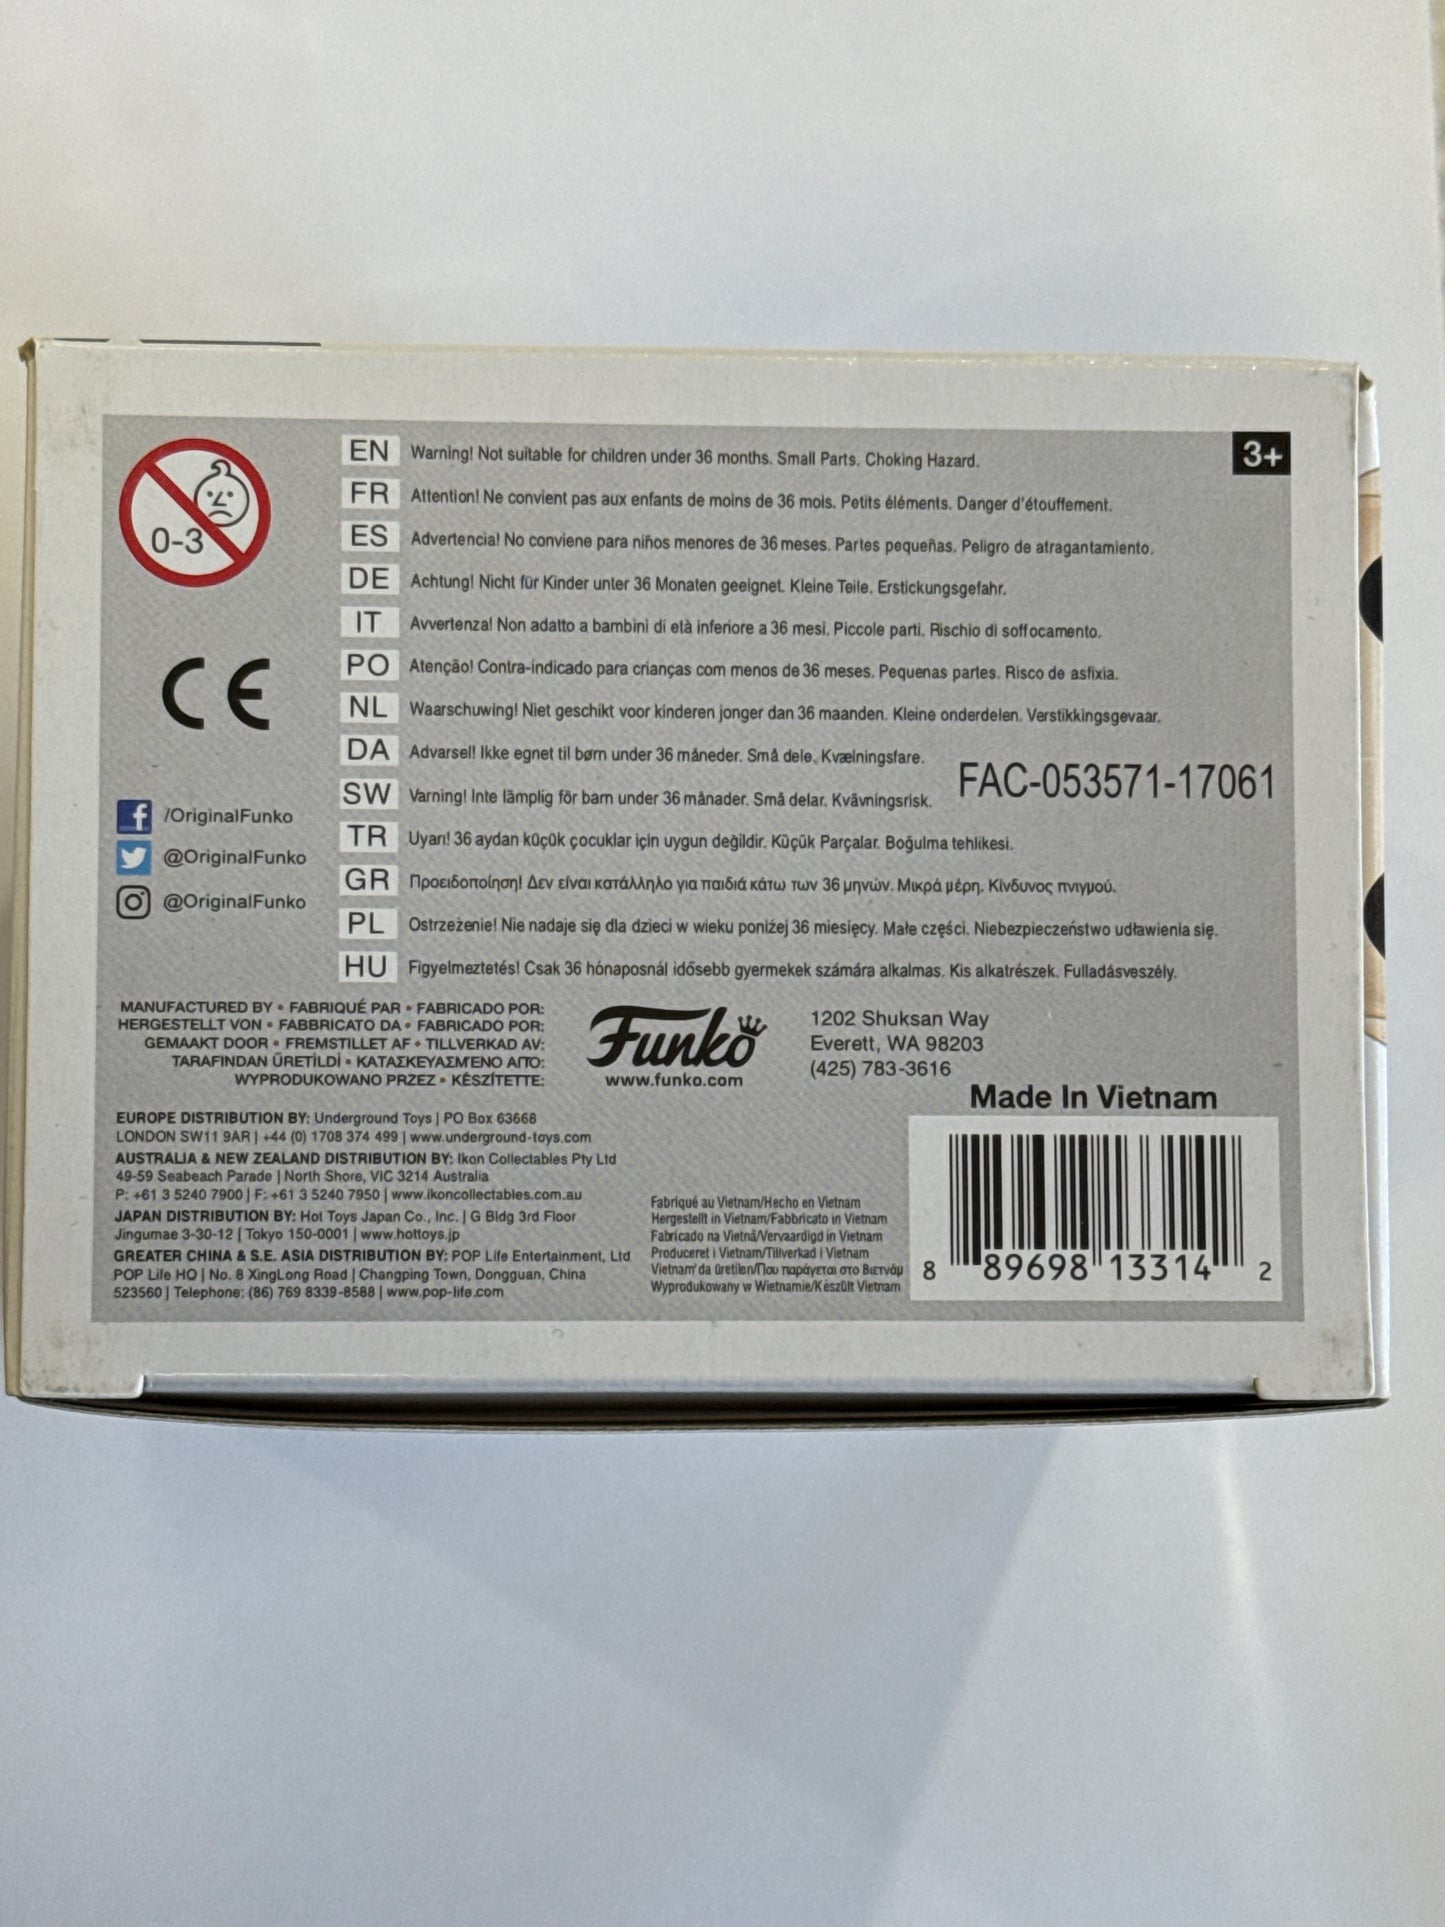 0-3
EN Warning! Not suitable for children under 36 months. Small Parts. Choking Hazard.
3+
FR Attention! Ne convient pas aux enfants de moins de 36 mois. Petits éléments. Danger d'étouffement.
ES Advertencia! No conviene para niños menores de 36 meses. Partes pequeñas. Peligro de atragantamiento.
DE Achtung! Nicht für Kinder unter 36 Monaten geeignet. Kleine Teile. Erstickungsgefahr.
IT Avvertenza! Non adatto a bambini di età inferiore a 36 mesi. Piccole parti. Rischio di soffocamento.
PO Atenção! Contra-indicado para crianças com menos de 36 meses. Pequenas partes. Risco de asfixia.
NL Waarschuwing! Niet geschikt voor kinderen jonger dan 36 maanden. Kleine onderdelen. Verstikkingsgevaar.
DA Advarsel! Ikke egnet til børn under 36 måneder. Små dele. Kvælningsfare.
SW Varning! Inte lämplig för barn under 36 månader. Små delar. Kvävningsrisk.
TR Uyarı! 36 aydan küçük çocuklar için uygun değildir. Küçük Parçalar. Boğulma tehlikesi.
GR Προειδοποίηση! Δεν είναι κατάλληλο για παιδιά κάτω των 36 μηνών. Μικρά μέρη. Κίνδυνος πνιγμού.
PL Ostrzeżenie! Nie nadaje się dla dzieci w wieku poniżej 36 miesięcy. Małe części. Niebezpieczeństwo udławienia się.
HU Figyelmeztetés! Csak 36 hónaposnál idősebb gyermekek számára alkalmas. Kis alkatrészek. Fulladásveszély.
FAC-053571-17061
CE
/OriginalFunko
@OriginalFunko
@OriginalFunko
MANUFACTURED BY • FABRIQUÉ PAR • FABRICADO POR:
HERGESTELLT VON • FABBRICATO DA • FABRICADO POR:
GEMAAKT DOOR • FREMSTILLET AF • TILLVERKAD AV:
TARAFINDAN ÜRETİLDİ • ΚΑΤΑΣΚΕΥΑΣΜΈΝΟ ΑΠΌ:
WYPRODUKOWANO PRZEZ • KÉSZÍTETTE:
Funko
www.funko.com
1202 Shuksan Way
Everett, WA 98203
(425) 783-3616
Made In Vietnam
EUROPE DISTRIBUTION BY: Underground Toys | PO Box 63668
LONDON SW11 9AR | +44 (0) 1708 374 499 | www.underground-toys.com
AUSTRALIA & NEW ZEALAND DISTRIBUTION BY: Ikon Collectables Pty Ltd
49-59 Seabeach Parade | North Shore, VIC 3214 Australia
P: +61 3 5240 7900 | F: +61 3 5240 7950 | www.ikoncollectables.com.au
JAPAN DISTRIBUTION BY: Hot Toys Japan Co., Inc. | G Bldg 3rd Floor
Jingumae 3-30-12 | Tokyo 150-0001 | www.hottoys.jp
GREATER CHINA & S.E. ASIA DISTRIBUTION BY: POP Life Entertainment, Ltd
POP Life HQ | No. 8 XingLong Road | Changping Town, Dongguan, China
523560 | Telephone: (86) 769 8339-8588 | www.pop-life.com
Fabriqué au Vietnam/Hecho en Vietnam
Hergestellt in Vietnam/Fabbricato in Vietnam
Fabricado na Vietnã/Vervaardigd in Vietnam
Produceret i Vietnam/Tillverkad i Vietnam
Vietnam'da üretilen/Που παράγεται στο Βιετνάμ
Wyprodukowany w Wietnamie/Készült Vietnam
8 89698 13314 2